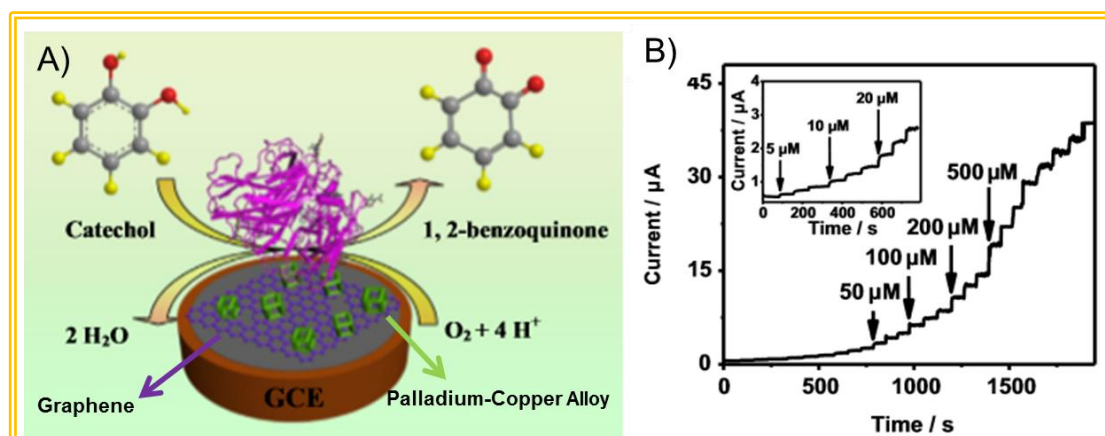 A)
Catechol
1, 2-benzoquinone
2 H₂O
O₂ + 4 H⁺
Graphene
GCE
Palladium-Copper Alloy
B)
45
30
15
0
Current / µA
0
500
1000
1500
Time / s
50 µM
100 µM
200 µM
500 µM
4
3
2
1
Current / µA
0
200
400
600
Time / s
5 µM
10 µM
20 µM